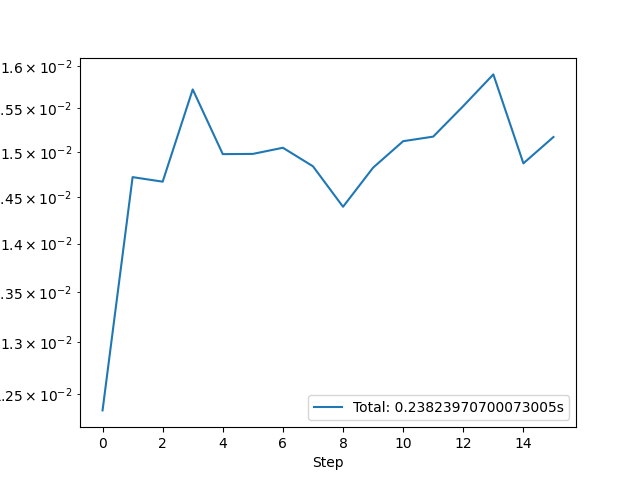 1.6 × 10⁻²
.55 × 10⁻²
1.5 × 10⁻²
.45 × 10⁻²
1.4 × 10⁻²
.35 × 10⁻²
1.3 × 10⁻²
.25 × 10⁻²
Total: 0.23823970700073005s
0 2 4 6 8 10 12 14
Step